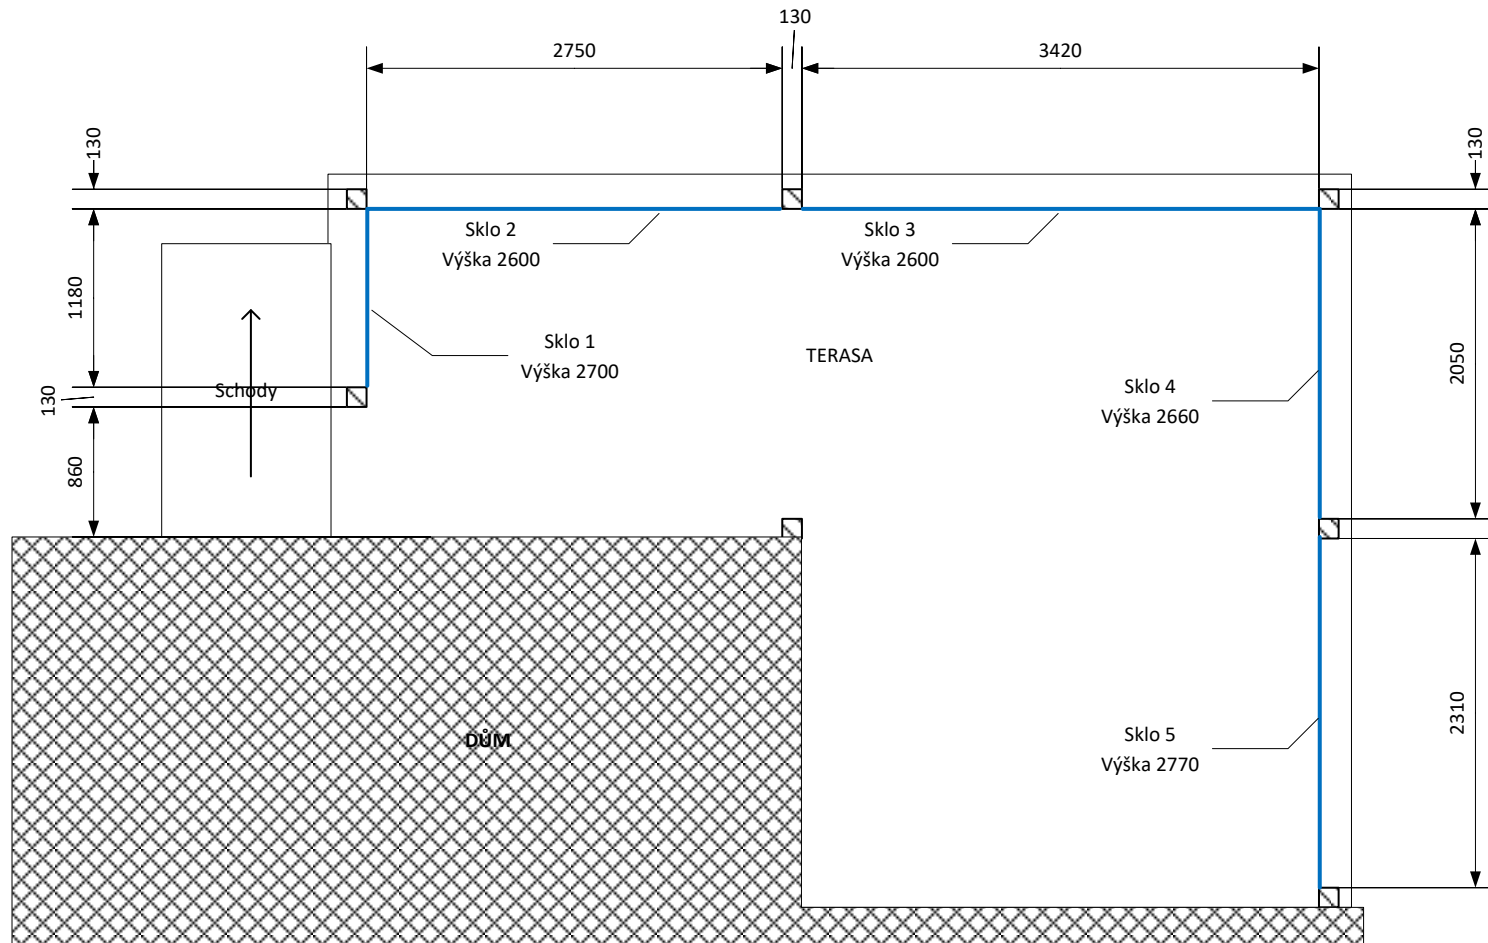 130
2750
3420
130
130
Sklo 2
Výška 2600
Sklo 3
Výška 2600
1180
Sklo 1
Výška 2700
TERASA
2050
Schody
130
Sklo 4
Výška 2660
860
DŮM
Sklo 5
Výška 2770
2310